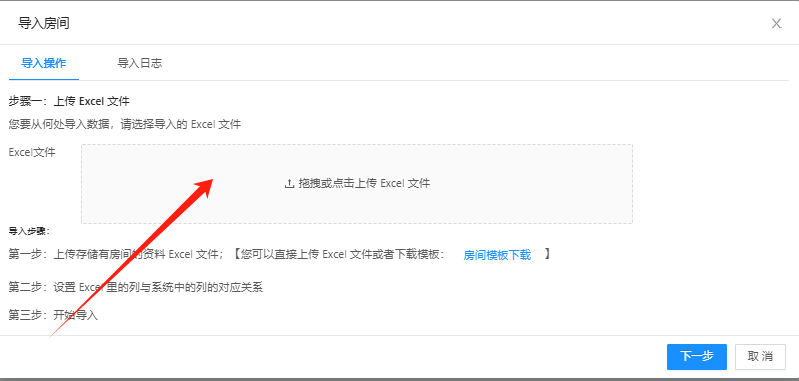 导入房间
导入操作 导入日志
步骤一：上传 Excel 文件
您要从何处导入数据，请选择导入的 Excel 文件
Excel文件
拖拽或点击上传 Excel 文件
导入步骤：
第一步：上传存储有房间的资料 Excel 文件；【您可以直接上传 Excel 文件或者下载模板： 房间模板下载 】
第二步：设置 Excel 里的列与系统中的列的对应关系
第三步：开始导入
下一步 取 消